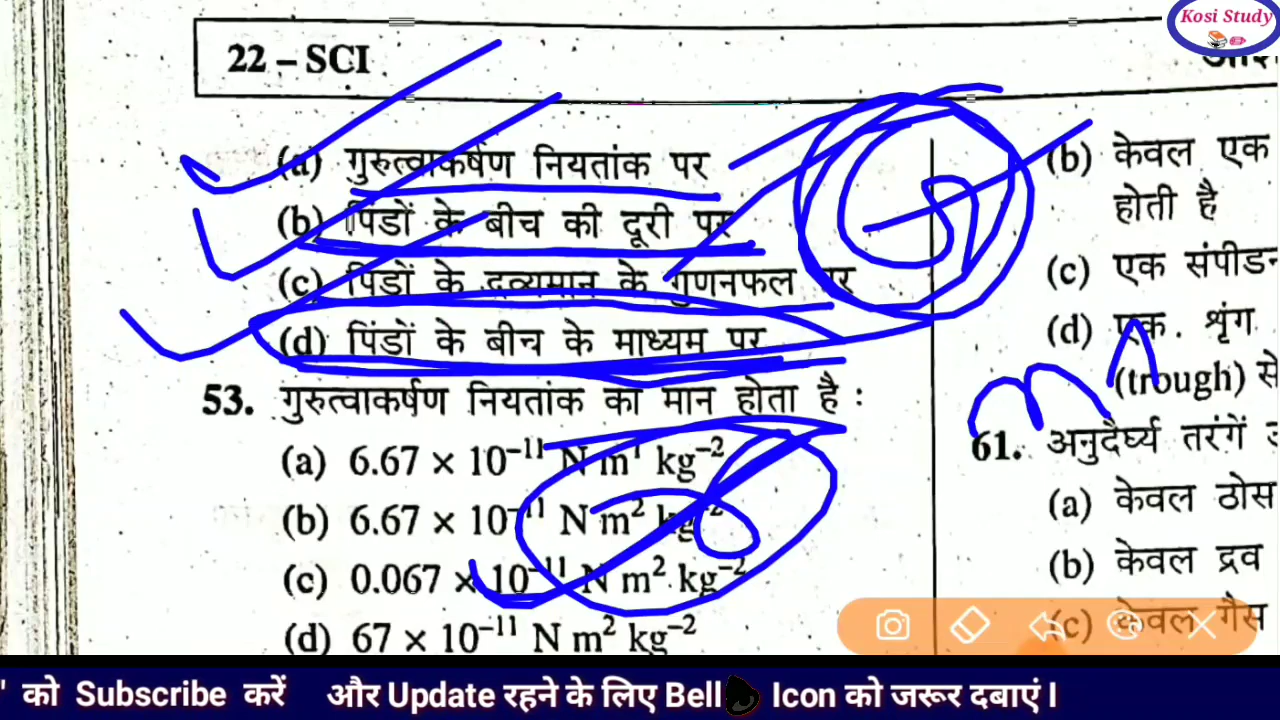 Kosi Study
22 – SCI
(a) गुरुत्वाकर्षण नियतांक पर
(b) पिंडों के बीच की दूरी पर
(c) पिंडों के द्रव्यमान के गुणनफल पर
(d) पिंडों के बीच के माध्यम पर
53. गुरुत्वाकर्षण नियतांक का मान होता है :
(a) 6.67 × 10⁻¹¹ N m¹ kg⁻²
(b) 6.67 × 10⁻¹¹ N m² kg⁻²
(c) 0.067 × 10⁻¹¹ N m² kg⁻²
(d) 67 × 10⁻¹¹ N m² kg⁻²
(b) केवल एक
होती है
(c) एक संपीडन
(d) एक श्रृंग
(trough) से
61. अनुदैर्घ्य तरंगें
(a) केवल ठोस
(b) केवल द्रव
(c) केवल गैस
' को Subscribe करें और Update रहने के लिए Bell Icon को जरूर दबाएं l